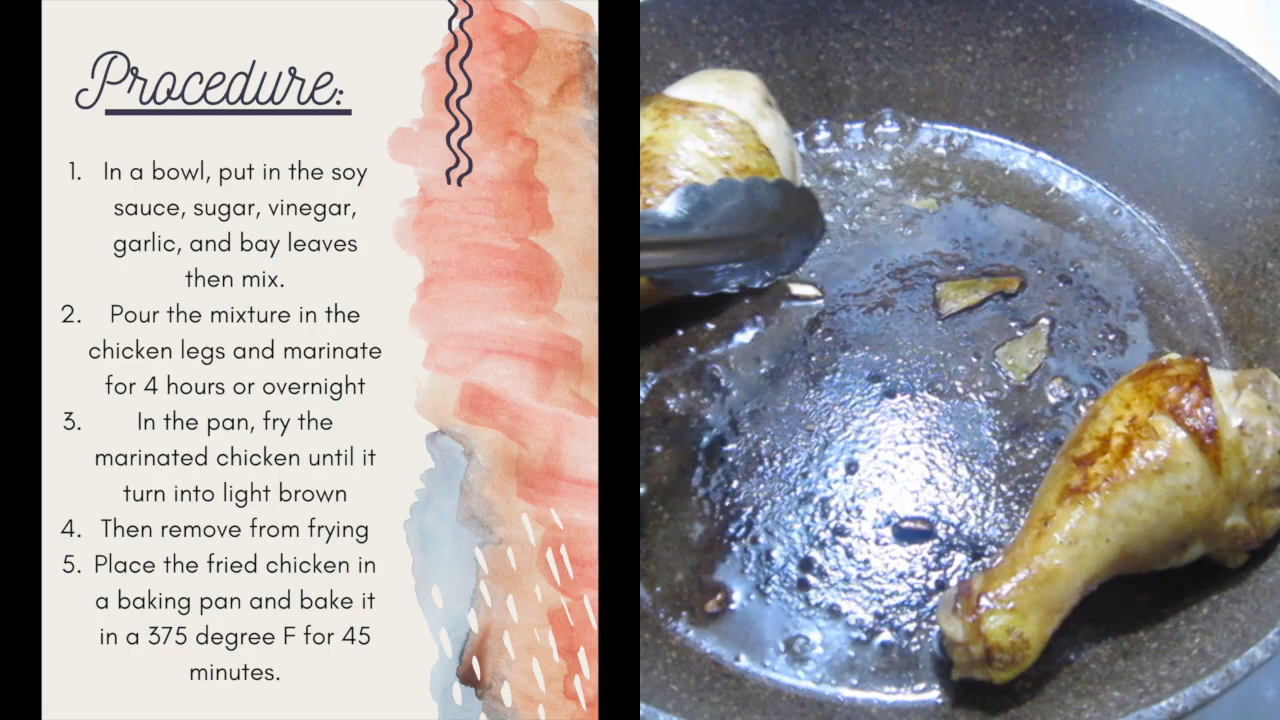 Procedure:
1. In a bowl, put in the soy
sauce, sugar, vinegar,
garlic, and bay leaves
then mix.
2. Pour the mixture in the
chicken legs and marinate
for 4 hours or overnight
3. In the pan, fry the
marinated chicken until it
turn into light brown
4. Then remove from frying
5. Place the fried chicken in
a baking pan and bake it
in a 375 degree F for 45
minutes.